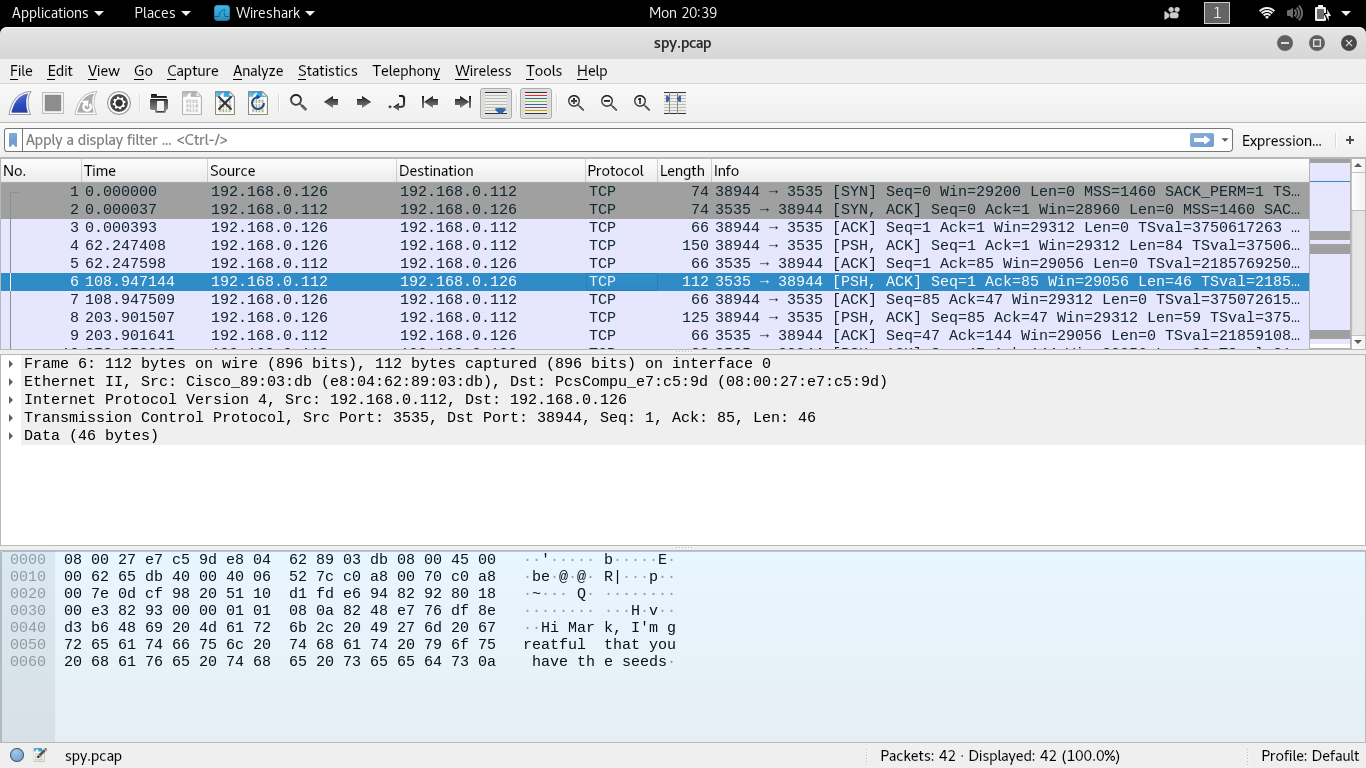 Applications Places Wireshark Mon 20:39 1
spy.pcap
File Edit View Go Capture Analyze Statistics Telephony Wireless Tools Help
Apply a display filter ... <Ctrl-/> Expression... +
No. Time Source Destination Protocol Length Info
1 0.000000 192.168.0.126 192.168.0.112 TCP 74 38944 → 3535 [SYN] Seq=0 Win=29200 Len=0 MSS=1460 SACK_PERM=1 TS…
2 0.000037 192.168.0.112 192.168.0.126 TCP 74 3535 → 38944 [SYN, ACK] Seq=0 Ack=1 Win=28960 Len=0 MSS=1460 SAC…
3 0.000393 192.168.0.126 192.168.0.112 TCP 66 38944 → 3535 [ACK] Seq=1 Ack=1 Win=29312 Len=0 TSval=3750617263 …
4 62.247408 192.168.0.126 192.168.0.112 TCP 150 38944 → 3535 [PSH, ACK] Seq=1 Ack=1 Win=29312 Len=84 TSval=37506…
5 62.247598 192.168.0.112 192.168.0.126 TCP 66 3535 → 38944 [ACK] Seq=1 Ack=85 Win=29056 Len=0 TSval=2185769250…
6 108.947144 192.168.0.112 192.168.0.126 TCP 112 3535 → 38944 [PSH, ACK] Seq=1 Ack=85 Win=29056 Len=46 TSval=2185…
7 108.947509 192.168.0.126 192.168.0.112 TCP 66 38944 → 3535 [ACK] Seq=85 Ack=47 Win=29312 Len=0 TSval=375072615…
8 203.901507 192.168.0.126 192.168.0.112 TCP 125 38944 → 3535 [PSH, ACK] Seq=85 Ack=47 Win=29312 Len=59 TSval=375…
9 203.901641 192.168.0.112 192.168.0.126 TCP 66 3535 → 38944 [ACK] Seq=47 Ack=144 Win=29056 Len=0 TSval=21859108…
Frame 6: 112 bytes on wire (896 bits), 112 bytes captured (896 bits) on interface 0
Ethernet II, Src: Cisco_89:03:db (e8:04:62:89:03:db), Dst: PcsCompu_e7:c5:9d (08:00:27:e7:c5:9d)
Internet Protocol Version 4, Src: 192.168.0.112, Dst: 192.168.0.126
Transmission Control Protocol, Src Port: 3535, Dst Port: 38944, Seq: 1, Ack: 85, Len: 46
Data (46 bytes)
0000 08 00 27 e7 c5 9d e8 04 62 89 03 db 08 00 45 00 ··'····· b·····E·
0010 00 62 65 db 40 00 40 06 52 7c c0 a8 00 70 c0 a8 ·be·@·@· R|···p··
0020 00 7e 0d cf 98 20 51 10 d1 fd e6 94 82 92 80 18 ·~··· Q· ········
0030 00 e3 82 93 00 00 01 01 08 0a 82 48 e7 76 df 8e ········ ···H·v··
0040 d3 b6 48 69 20 4d 61 72 6b 2c 20 49 27 6d 20 67 ··Hi Mar k, I'm g
0050 72 65 61 74 66 75 6c 20 74 68 61 74 20 79 6f 75 reatful  that you
0060 20 68 61 76 65 20 74 68 65 20 73 65 65 64 73 0a  have th e seeds·
spy.pcap Packets: 42 · Displayed: 42 (100.0%) Profile: Default